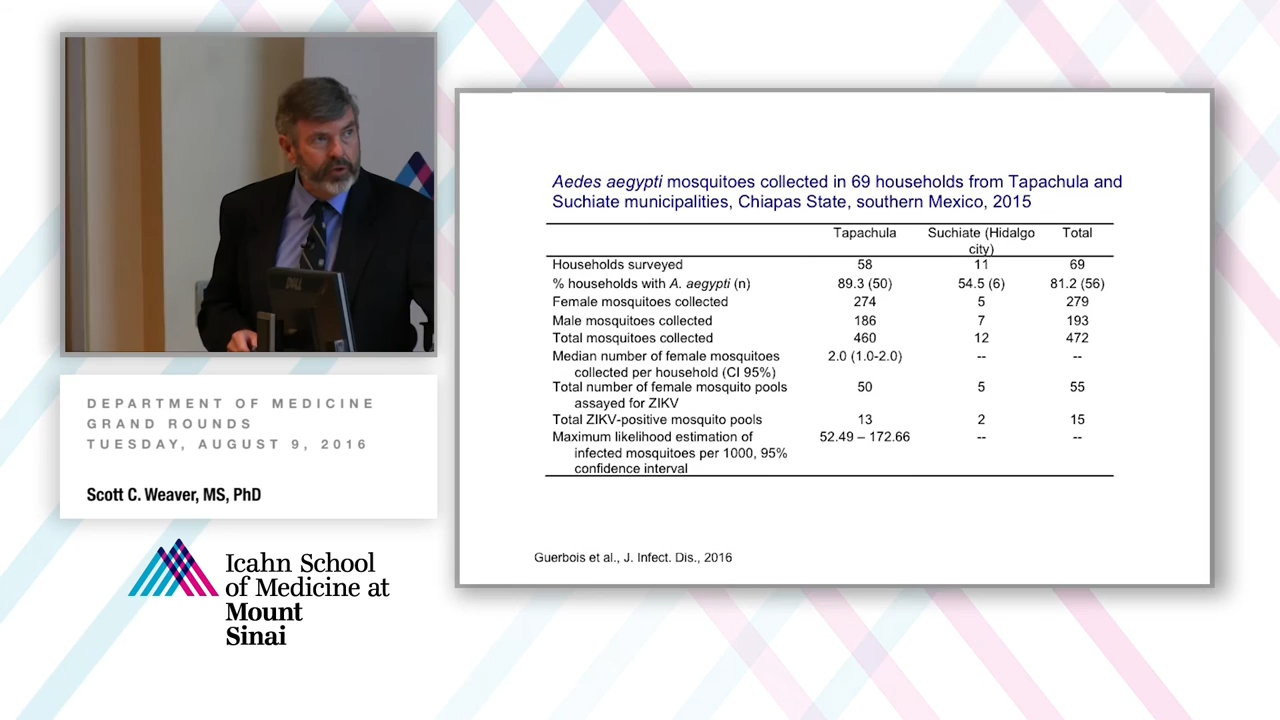 DELL
DEPARTMENT OF MEDICINE
GRAND ROUNDS
TUESDAY, AUGUST 9, 2016
Scott C. Weaver, MS, PhD
Icahn School
of Medicine at
Mount
Sinai
Aedes aegypti mosquitoes collected in 69 households from Tapachula and
Suchiate municipalities, Chiapas State, southern Mexico, 2015
Tapachula Suchiate (Hidalgo city) Total
Households surveyed 58 11 69
% households with A. aegypti (n) 89.3 (50) 54.5 (6) 81.2 (56)
Female mosquitoes collected 274 5 279
Male mosquitoes collected 186 7 193
Total mosquitoes collected 460 12 472
Median number of female mosquitoes 2.0 (1.0-2.0) -- --
collected per household (CI 95%)
Total number of female mosquito pools 50 5 55
assayed for ZIKV
Total ZIKV-positive mosquito pools 13 2 15
Maximum likelihood estimation of 52.49 – 172.66 -- --
infected mosquitoes per 1000, 95%
confidence interval
Guerbois et al., J. Infect. Dis., 2016